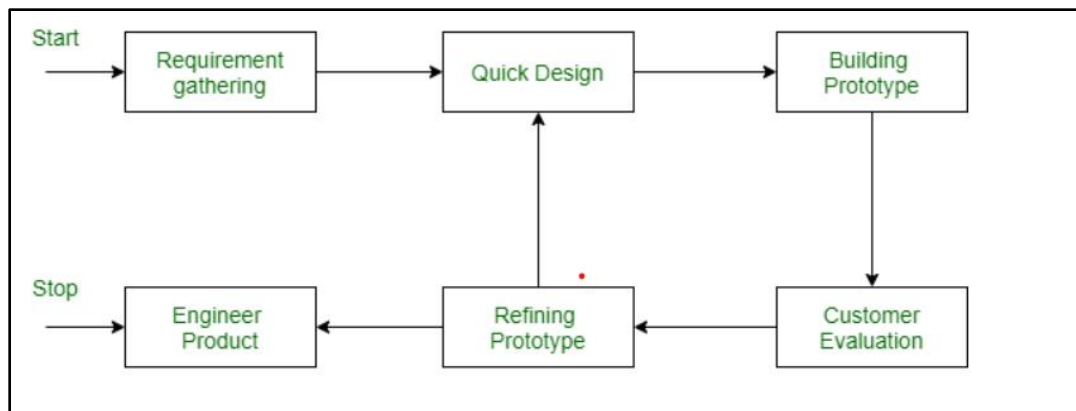 Start
Requirement
gathering
Quick Design
Building
Prototype
Stop
Engineer
Product
Refining
Prototype
Customer
Evaluation